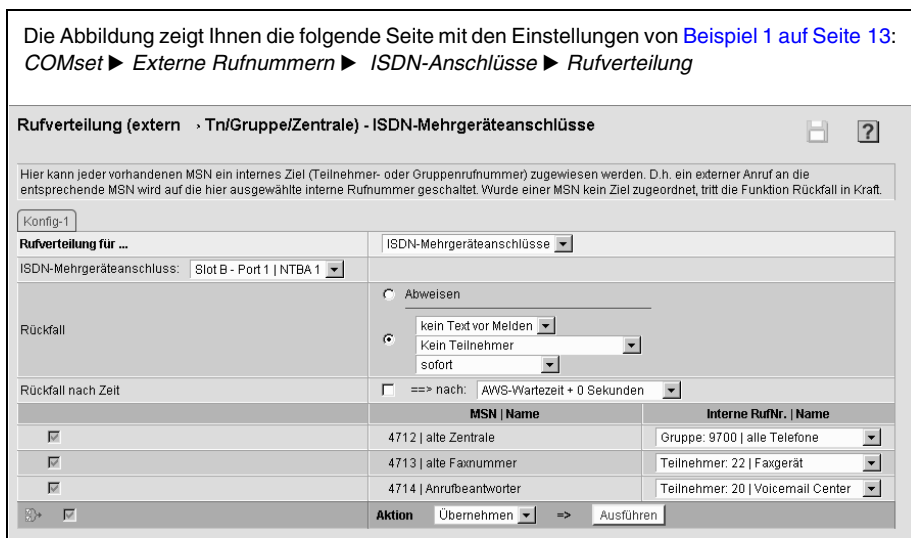 Die Abbildung zeigt Ihnen die folgende Seite mit den Einstellungen von Beispiel 1 auf Seite 13:
COMset ▶ Externe Rufnummern ▶ ISDN-Anschlüsse ▶ Rufverteilung
Rufverteilung (extern › Tn/Gruppe/Zentrale) - ISDN-Mehrgeräteanschlüsse
Hier kann jeder vorhandenen MSN ein internes Ziel (Teilnehmer- oder Gruppenrufnummer) zugewiesen werden. D.h. ein externer Anruf an die
entsprechende MSN wird auf die hier ausgewählte interne Rufnummer geschaltet. Wurde einer MSN kein Ziel zugeordnet, tritt die Funktion Rückfall in Kraft.
Konfig-1
Rufverteilung für ... ISDN-Mehrgeräteanschlüsse
ISDN-Mehrgeräteanschluss: Slot B - Port 1 | NTBA 1
Abweisen
Rückfall
kein Text vor Melden
Kein Teilnehmer
sofort
Rückfall nach Zeit ==> nach: AWS-Wartezeit + 0 Sekunden
MSN | Name Interne RufNr. | Name
4712 | alte Zentrale Gruppe: 9700 | alle Telefone
4713 | alte Faxnummer Teilnehmer: 22 | Faxgerät
4714 | Anrufbeantworter Teilnehmer: 20 | Voicemail Center
Aktion Übernehmen => Ausführen